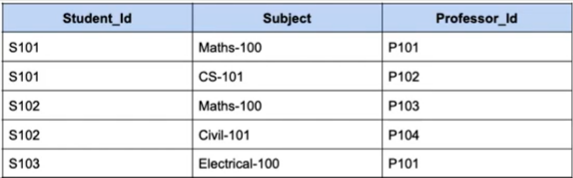 Student_Id Subject Professor_Id
S101 Maths-100 P101
S101 CS-101 P102
S102 Maths-100 P103
S102 Civil-101 P104
S103 Electrical-100 P101